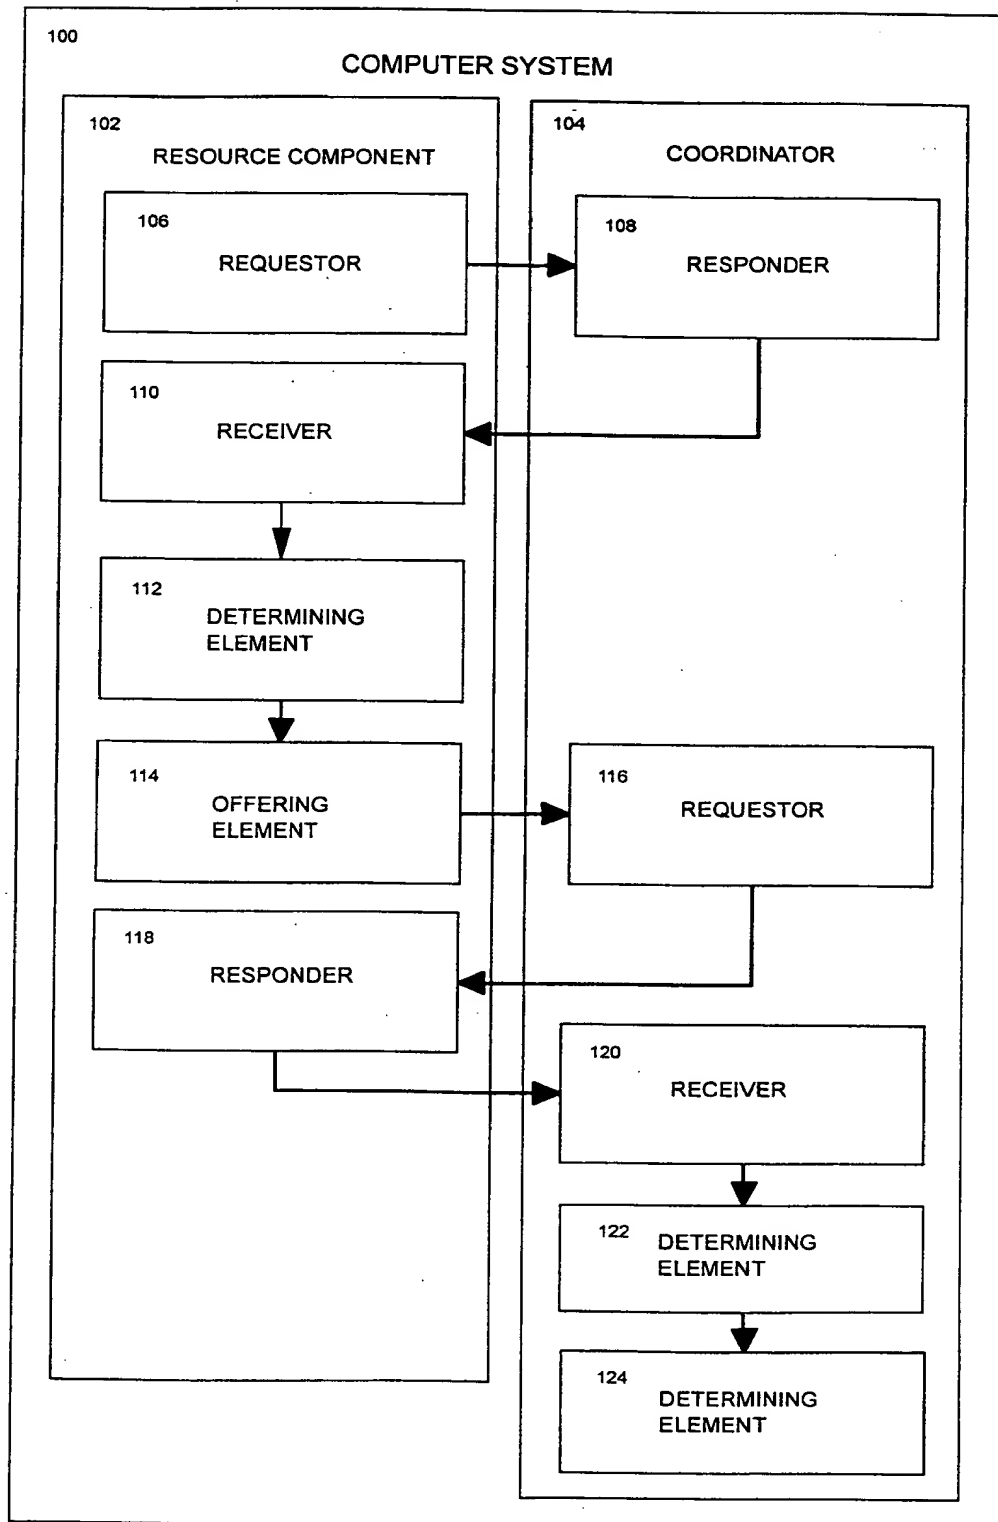 100
COMPUTER SYSTEM
102
RESOURCE COMPONENT
104
COORDINATOR
106
REQUESTOR
108
RESPONDER
110
RECEIVER
112
DETERMINING
ELEMENT
114
OFFERING
ELEMENT
116
REQUESTOR
118
RESPONDER
120
RECEIVER
122
DETERMINING
ELEMENT
124
DETERMINING
ELEMENT